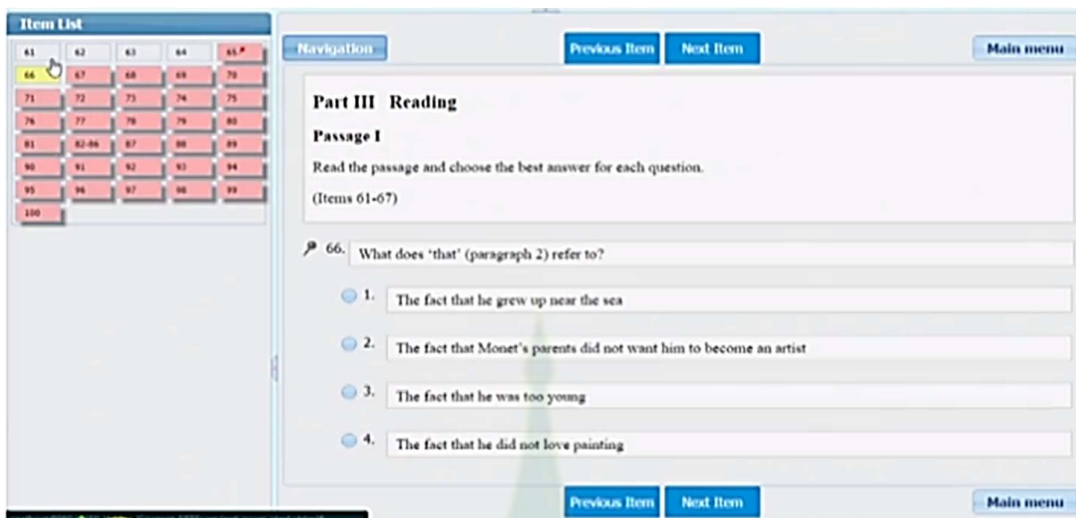 Item List
61 62 63 64 65
66 67 68 69 70
71 72 73 74 75
76 77 78 79 80
81 82-86 87 88 89
90 91 92 93 94
95 96 97 98 99
100
Navigation
Previous Item Next Item
Main menu
Part III Reading
Passage I
Read the passage and choose the best answer for each question.
(Items 61-67)
66. What does 'that' (paragraph 2) refer to?
1. The fact that he grew up near the sea
2. The fact that Monet's parents did not want him to become an artist
3. The fact that he was too young
4. The fact that he did not love painting
Previous Item Next Item
Main menu